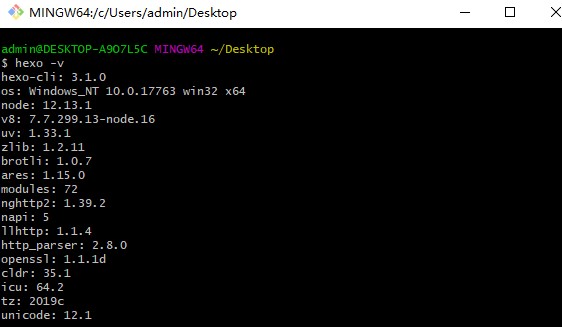 MINGW64:/c/Users/admin/Desktop
admin@DESKTOP-A9O7L5C MINGW64 ~/Desktop
$ hexo -v
hexo-cli: 3.1.0
os: Windows_NT 10.0.17763 win32 x64
node: 12.13.1
v8: 7.7.299.13-node.16
uv: 1.33.1
zlib: 1.2.11
brotli: 1.0.7
ares: 1.15.0
modules: 72
nghttp2: 1.39.2
napi: 5
llhttp: 1.1.4
http_parser: 2.8.0
openssl: 1.1.1d
cldr: 35.1
icu: 64.2
tz: 2019c
unicode: 12.1